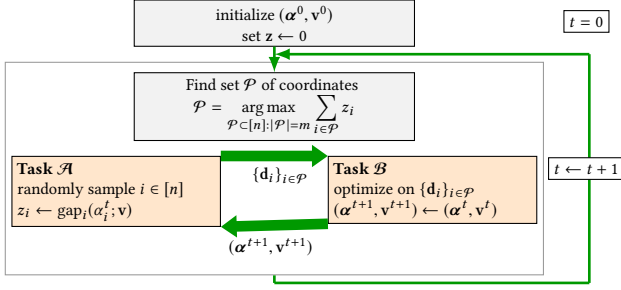 initialize (𝜶⁰, v⁰)
set z ← 0
t = 0
Find set 𝒫 of coordinates
𝒫 = arg max ∑ zᵢ
𝒫⊂[n]:|𝒫|=m i∈𝒫
Task 𝒜
randomly sample i ∈ [n]
zᵢ ← gapᵢ(αᵢᵗ; v)
{dᵢ}ᵢ∈𝒫
(𝜶ᵗ⁺¹, vᵗ⁺¹)
Task ℬ
optimize on {dᵢ}ᵢ∈𝒫
(𝜶ᵗ⁺¹, vᵗ⁺¹) ← (𝜶ᵗ, vᵗ)
t ← t + 1